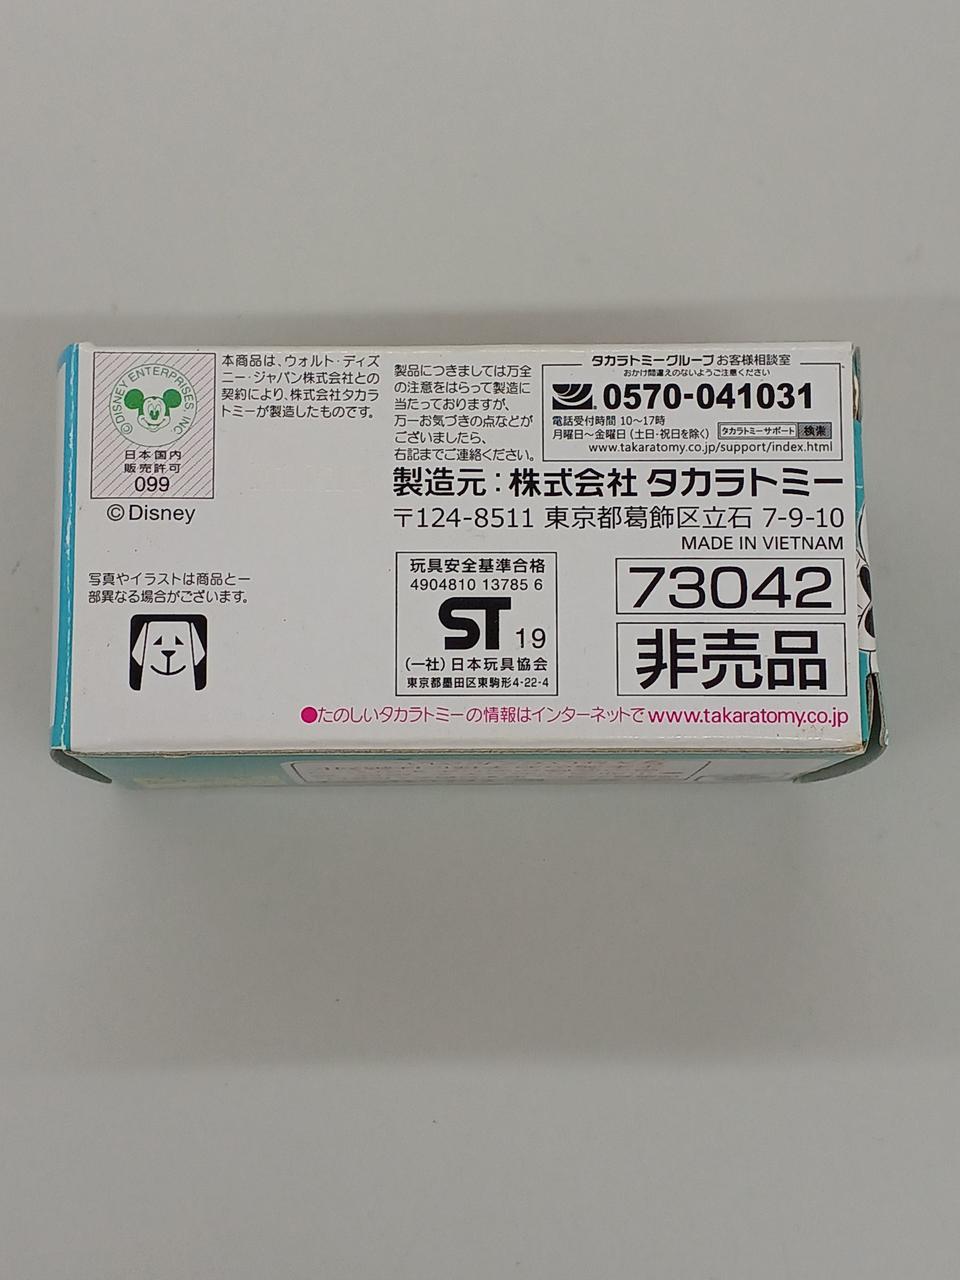 ©DISNEY ENTERPRISES, INC
日本国内
販売許可
099
©Disney
本商品は、ウォルト・ディズ
ニー・ジャパン株式会社との
契約により、株式会社タカラ
トミーが製造したものです。
写真やイラストは商品と一
部異なる場合がございます。
製品につきましては万全
の注意をはらって製造に
当たっておりますが、
万一お気づきの点などが
ございましたら、
右記までご連絡ください。
タカラトミーグループ お客様相談室
おかけ間違えのないようご注意ください
0570-041031
電話受付時間 10〜17時
月曜日〜金曜日 (土日・祝日を除く) タカラトミーサポート 検索
www.takaratomy.co.jp/support/index.html
製造元：株式会社 タカラトミー
〒124-8511 東京都葛飾区立石 7-9-10
MADE IN VIETNAM
玩具安全基準合格
4904810 13785 6
ST 19
(一社) 日本玩具協会
東京都墨田区東駒形4-22-4
73042
非売品
●たのしいタカラトミーの情報はインターネットで www.takaratomy.co.jp